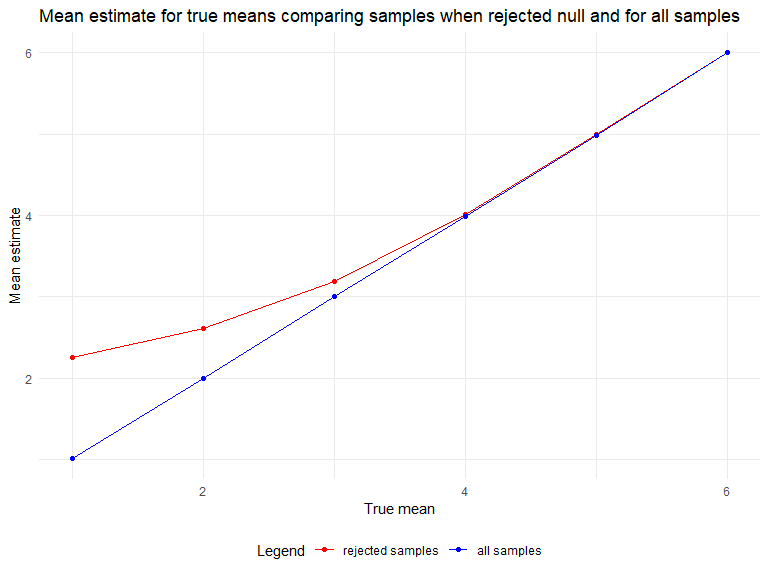 Mean estimate for true means comparing samples when rejected null and for all samples
Mean estimate
6
4
2
2 4 6
True mean
Legend rejected samples all samples